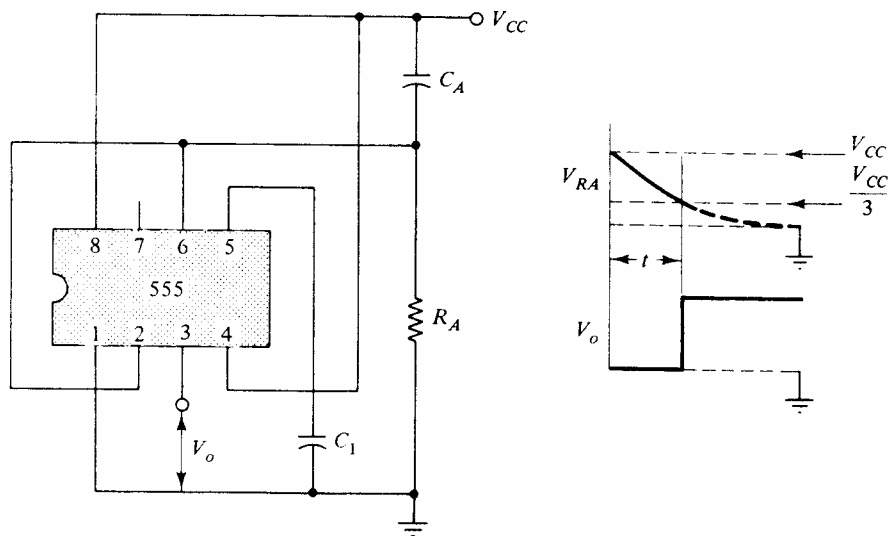 V_CC
C_A
8 7 6 5
555
1 2 3 4
R_A
V_o
C_1
V_RA
V_CC
V_CC
3
t
V_o